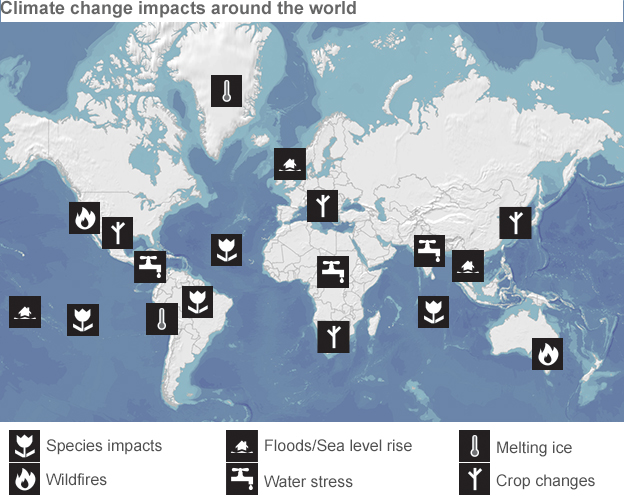 Climate change impacts around the world
Species impacts
Floods/Sea level rise
Melting ice
Wildfires
Water stress
Crop changes